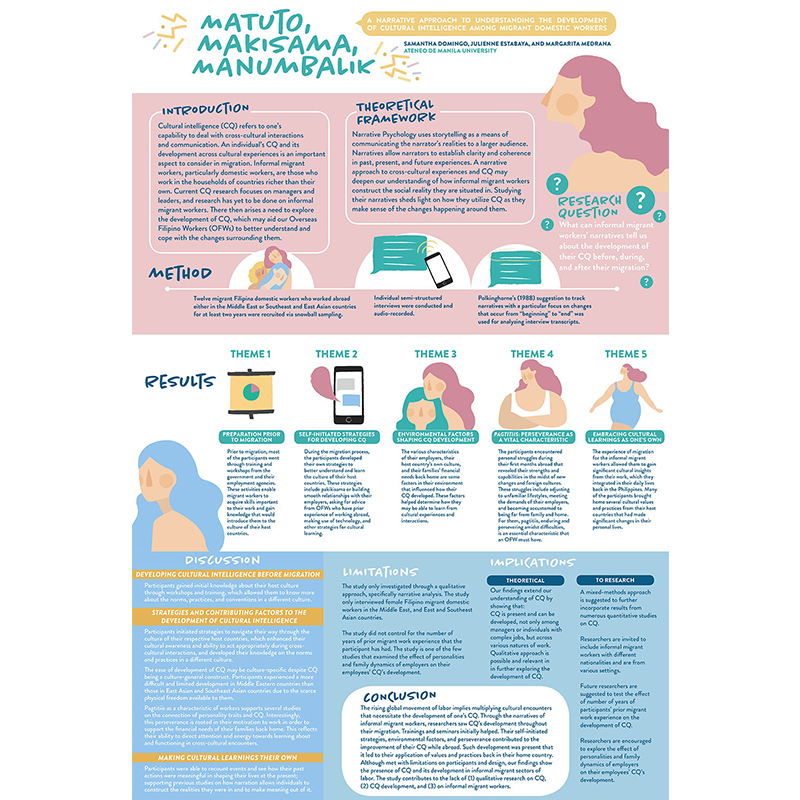 MATUTO,
MAKISAMA,
MANUMBALIK
A NARRATIVE APPROACH TO UNDERSTANDING THE DEVELOPMENT
OF CULTURAL INTELLIGENCE AMONG MIGRANT DOMESTIC WORKERS
SAMANTHA DOMINGO, JULIENNE ESTABAYA, AND MARGARITA MEDRANA
ATENEO DE MANILA UNIVERSITY
INTRODUCTION
Cultural intelligence (CQ) refers to one's
capability to deal with cross-cultural interactions
and communication. An individual's CQ and its
development across cultural experiences is an important
aspect to consider in migration. Informal migrant
workers, particularly domestic workers, are those who
work in the households of countries richer than their
own. Current CQ research focuses on managers and
leaders, and research has yet to be done on informal
migrant workers. There then arises a need to explore
the development of CQ, which may aid our Overseas
Filipino Workers (OFWs) to better understand and
cope with the changes surrounding them.
THEORETICAL
FRAMEWORK
Narrative Psychology uses storytelling as a means of
communicating the narrator's realities to a larger audience.
Narratives allow narrators to establish clarity and coherence
in past, present, and future experiences. A narrative
approach to cross-cultural experiences and CQ may
deepen our understanding of how informal migrant workers
construct the social reality they are situated in. Studying
their narratives sheds light on how they utilize CQ as they
make sense of the changes happening around them.
?
?
?
?
?
RESEARCH
QUESTION
What can informal migrant
workers' narratives tell us
about the development of
their CQ before, during,
and after their migration?
METHOD
Twelve migrant Filipina domestic workers who worked abroad
either in the Middle East or Southeast and East Asian countries
for at least two years were recruited via snowball sampling.
Individual semi-structured
interviews were conducted and
audio-recorded.
Polkinghorne's (1988) suggestion to track
narratives with a particular focus on changes
that occur from "beginning" to "end" was
used for analyzing interview transcripts.
RESULTS
THEME 1
PREPARATION PRIOR
TO MIGRATION
Prior to migration, most
of the participants went
through training and
workshops from the
government and their
employment agencies.
These activities enable
migrant workers to
acquire skills important
to their work and gain
knowledge that would
introduce them to the
culture of their host
countries.
THEME 2
SELF-INITIATED STRATEGIES
FOR DEVELOPING CQ
During the migration process,
the participants developed
their own strategies to
better understand and learn
the culture of their host
countries. These strategies
include pakikisama or building
smooth relationships with their
employers, asking for advice
from OFWs who have prior
experience of working abroad,
making use of technology, and
other strategies for cultural
learning.
THEME 3
ENVIRONMENTAL FACTORS
SHAPING CQ DEVELOPMENT
The various characteristics
of their employers, their
host country's own culture,
and their families' financial
needs back home are some
factors in their environment
that influenced how their
CQ developed. These factors
helped determine how they
may be able to learn from
cultural experiences and
interactions.
THEME 4
PAGTITIIS: PERSEVERANCE AS
A VITAL CHARACTERISTIC
The participants encountered
personal struggles during
their first months abroad that
revealed their strengths and
capabilities in the midst of new
changes and foreign cultures.
These struggles include adjusting
to unfamiliar lifestyles, meeting
the demands of their employers,
and becoming accustomed to
being far from family and home.
For them, pagtitiis, enduring and
persevering amidst difficulties, is
an essential characteristic that
an OFW must have.
THEME 5
EMBRACING CULTURAL
LEARNINGS AS ONE'S OWN
The experience of migration
for the informal migrant
workers allowed them to gain
significant cultural insights
from their work, which they
integrated in their daily lives
back in the Philippines. Many
of the participants brought
home several cultural values
and practices from their host
countries that had made
significant changes in their
personal lives.
DISCUSSION
DEVELOPING CULTURAL INTELLIGENCE BEFORE MIGRATION
Participants gained initial knowledge about their host culture
through workshops and training, which allowed them to know more
about the norms, practices, and conventions in a different culture.
STRATEGIES AND CONTRIBUTING FACTORS TO THE
DEVELOPMENT OF CULTURAL INTELLIGENCE
Participants initiated strategies to navigate their way through the
culture of their respective host countries, which enhanced their
cultural awareness and ability to act appropriately during cross-
cultural interactions, and developed their knowledge on the norms
and practices in a different culture.
The ease of development of CQ may be culture-specific despite CQ
being a culture-general construct. Participants experienced a more
difficult and limited development in Middle Eastern countries than
those in East Asian and Southeast Asian countries due to the scarce
physical freedom available to them.
Pagtitiis as a characteristic of workers supports several studies
on the connection of personality traits and CQ. Interestingly,
this perseverance is rooted in their motivation to work in order to
support the financial needs of their families back home. This reflects
their ability to direct attention and energy towards learning about
and functioning in cross-cultural encounters.
MAKING CULTURAL LEARNINGS THEIR OWN
Participants were able to recount events and see how their past
actions were meaningful in shaping their lives at the present;
supporting previous studies on how narration allows individuals to
construct the realities they were in and to make meaning out of it.
LIMITATIONS
The study only investigated through a qualitative
approach, specifically narrative analysis. The study
only interviewed female Filipino migrant domestic
workers in the Middle East, and East and Southeast
Asian countries.
The study did not control for the number of
years of prior migrant work experience that the
participant has had. The study is one of the few
studies that examined the effect of personalities
and family dynamics of employers on their
employees' CQ's development.
IMPLICATIONS
THEORETICAL
Our findings extend our
understanding of CQ by
showing that:
CQ is present and can be
developed, not only among
managers or individuals with
complex jobs, but across
various natures of work.
Qualitative approach is
possible and relevant in
in further exploring the
development of CQ.
TO RESEARCH
A mixed-methods approach
is suggested to further
incorporate results from
numerous quantitative studies
on CQ.
Researchers are invited to
include informal migrant
workers with different
nationalities and are from
various settings.
Future researchers are
suggested to test the effect of
number of years of
participants' prior migrant
work experience on the
development of CQ.
Researchers are encouraged
to explore the effect of
personalities and family
dynamics of employers
on their employees' CQ's
development.
CONCLUSION
The rising global movement of labor implies multiplying cultural encounters
that necessitate the development of one's CQ. Through the narratives of
informal migrant workers, researchers saw CQ's development throughout
their migration. Trainings and seminars initially helped. Their self-initiated
strategies, environmental factors, and perseverance contributed to the
improvement of their CQ while abroad. Such development were present that
it led to their application of values and practices back in their home country.
Although met with limitations on participants and design, our findings show
the presence of CQ and its development in informal migrant sectors of
labor. The study contributes to the lack of (1) qualitative research on CQ,
(2) CQ development, and (3) on informal migrant workers.